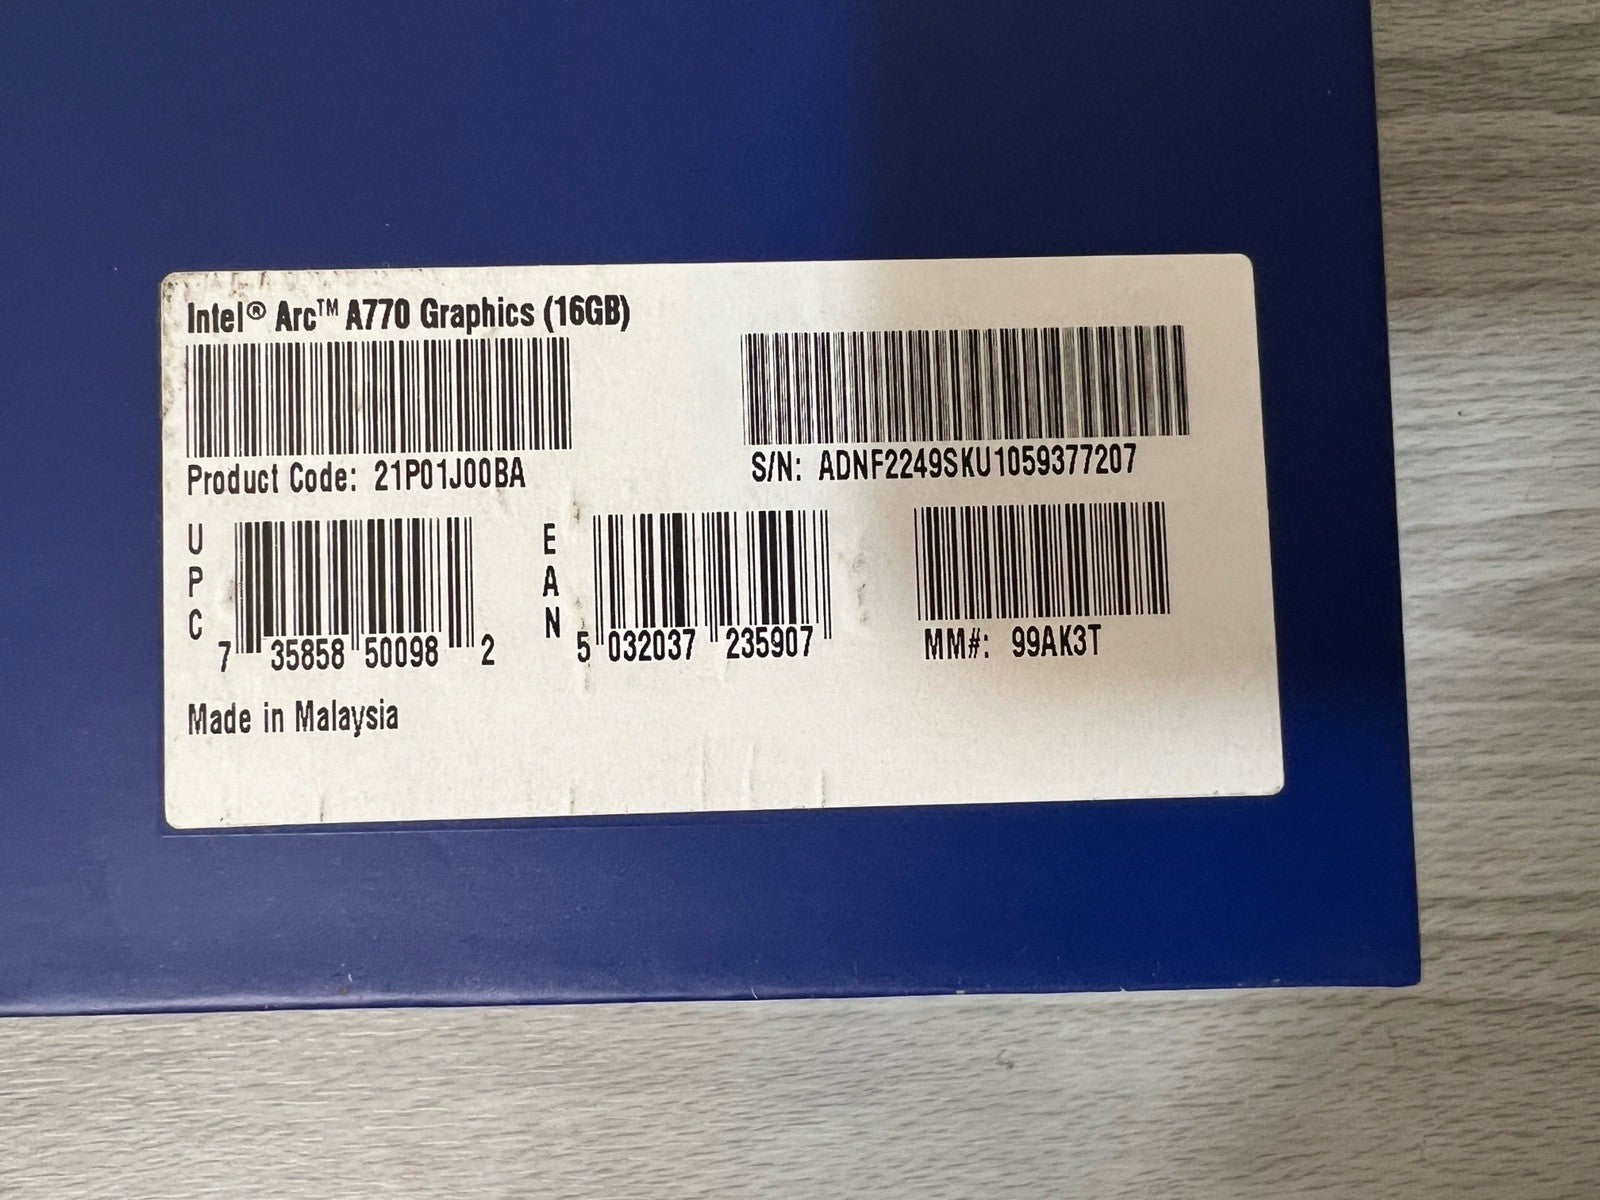 Intel® Arc™ A770 Graphics (16GB)
Product Code: 21P01J00BA
S/N: ADNF2249SKU1059377207
UPC
7 35858 50098 2
EAN
5 032037 235907
MM#: 99AK3T
Made in Malaysia